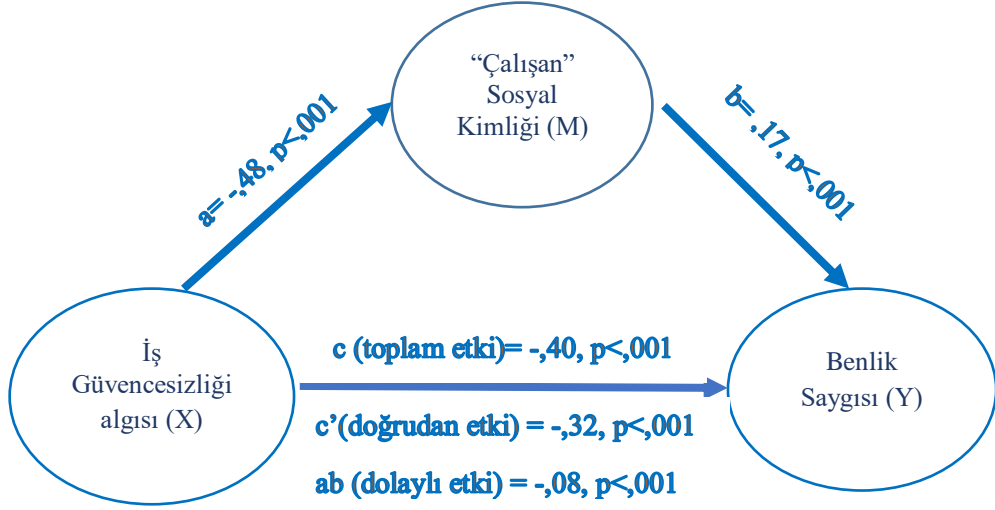 “Çalışan”
Sosyal
Kimliği (M)
a= -,48, p<,001
b= ,17, p<,001
İş
Güvencesizliği
algısı (X)
c (toplam etki)= -,40, p<,001
c’(doğrudan etki) = -,32, p<,001
ab (dolaylı etki) = -,08, p<,001
Benlik
Saygısı (Y)